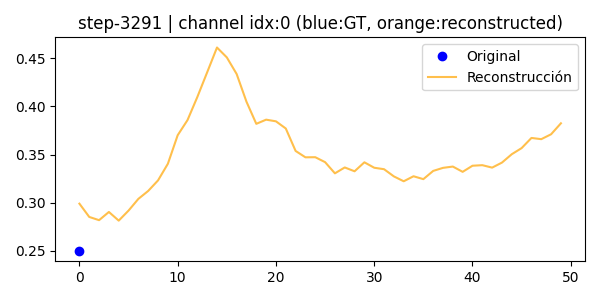 step-3291 | channel idx:0 (blue:GT, orange:reconstructed)
Original
Reconstrucción
0.45
0.40
0.35
0.30
0.25
0 10 20 30 40 50